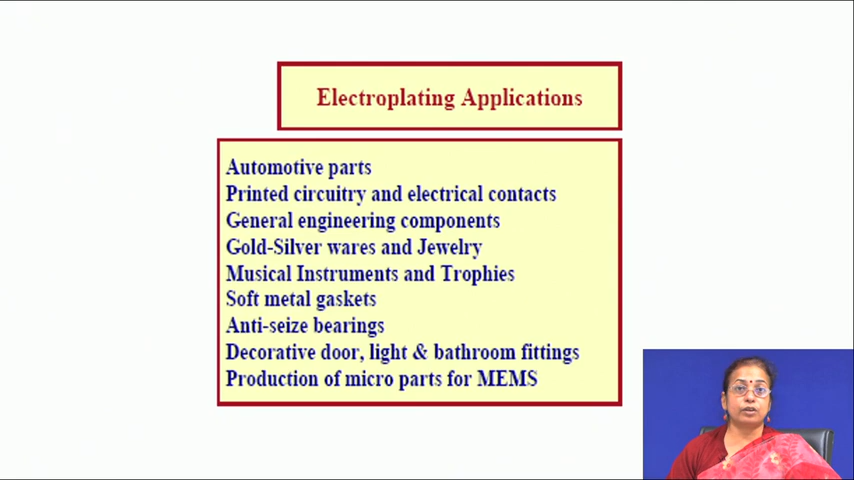 Electroplating Applications
Automotive parts
Printed circuitry and electrical contacts
General engineering components
Gold-Silver wares and Jewelry
Musical Instruments and Trophies
Soft metal gaskets
Anti-seize bearings
Decorative door, light & bathroom fittings
Production of micro parts for MEMS